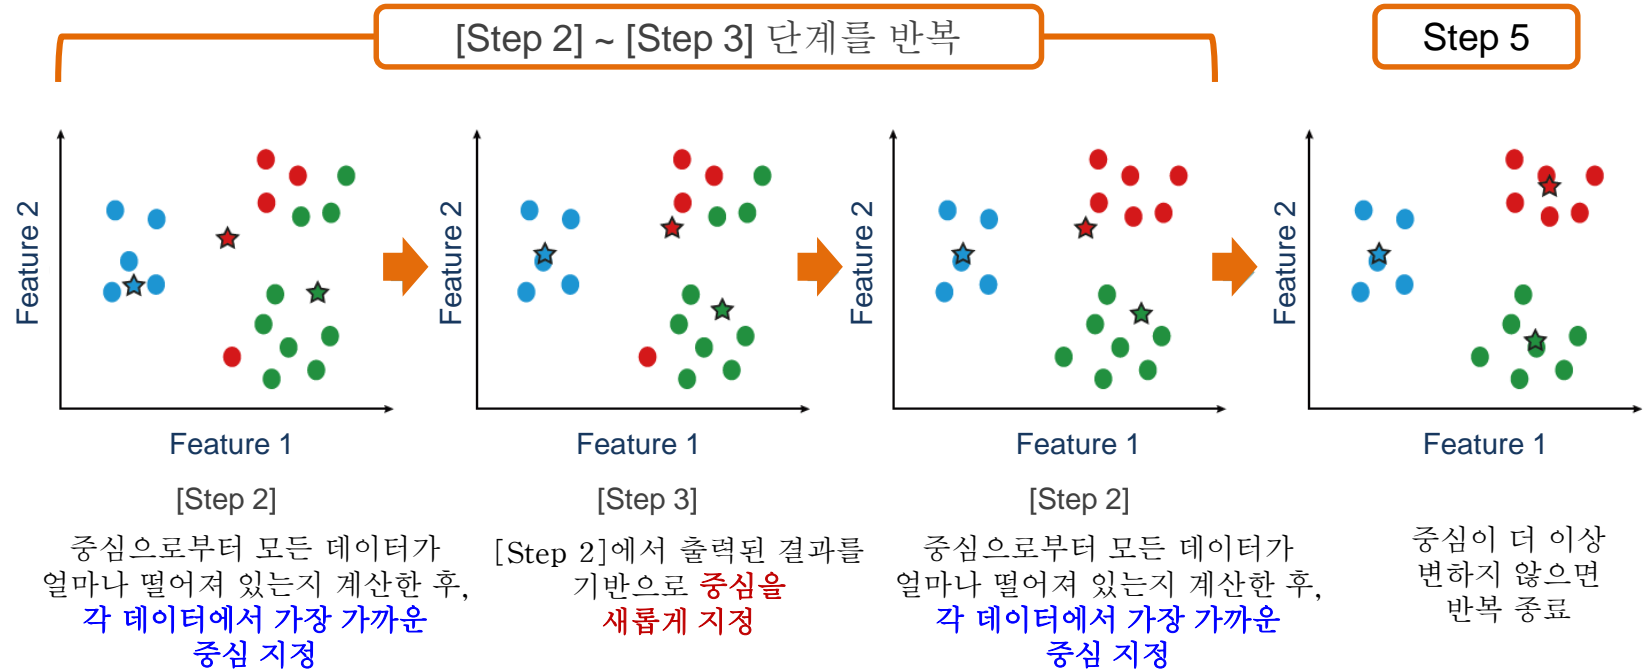 [Step 2] ~ [Step 3] 단계를 반복
Step 5
Feature 2
Feature 1
Feature 2
Feature 1
Feature 2
Feature 1
Feature 2
Feature 1
[Step 2]
중심으로부터 모든 데이터가
얼마나 떨어져 있는지 계산한 후,
각 데이터에서 가장 가까운
중심 지정
[Step 3]
[Step 2]에서 출력된 결과를
기반으로 중심을
새롭게 지정
[Step 2]
중심으로부터 모든 데이터가
얼마나 떨어져 있는지 계산한 후,
각 데이터에서 가장 가까운
중심 지정
중심이 더 이상
변하지 않으면
반복 종료